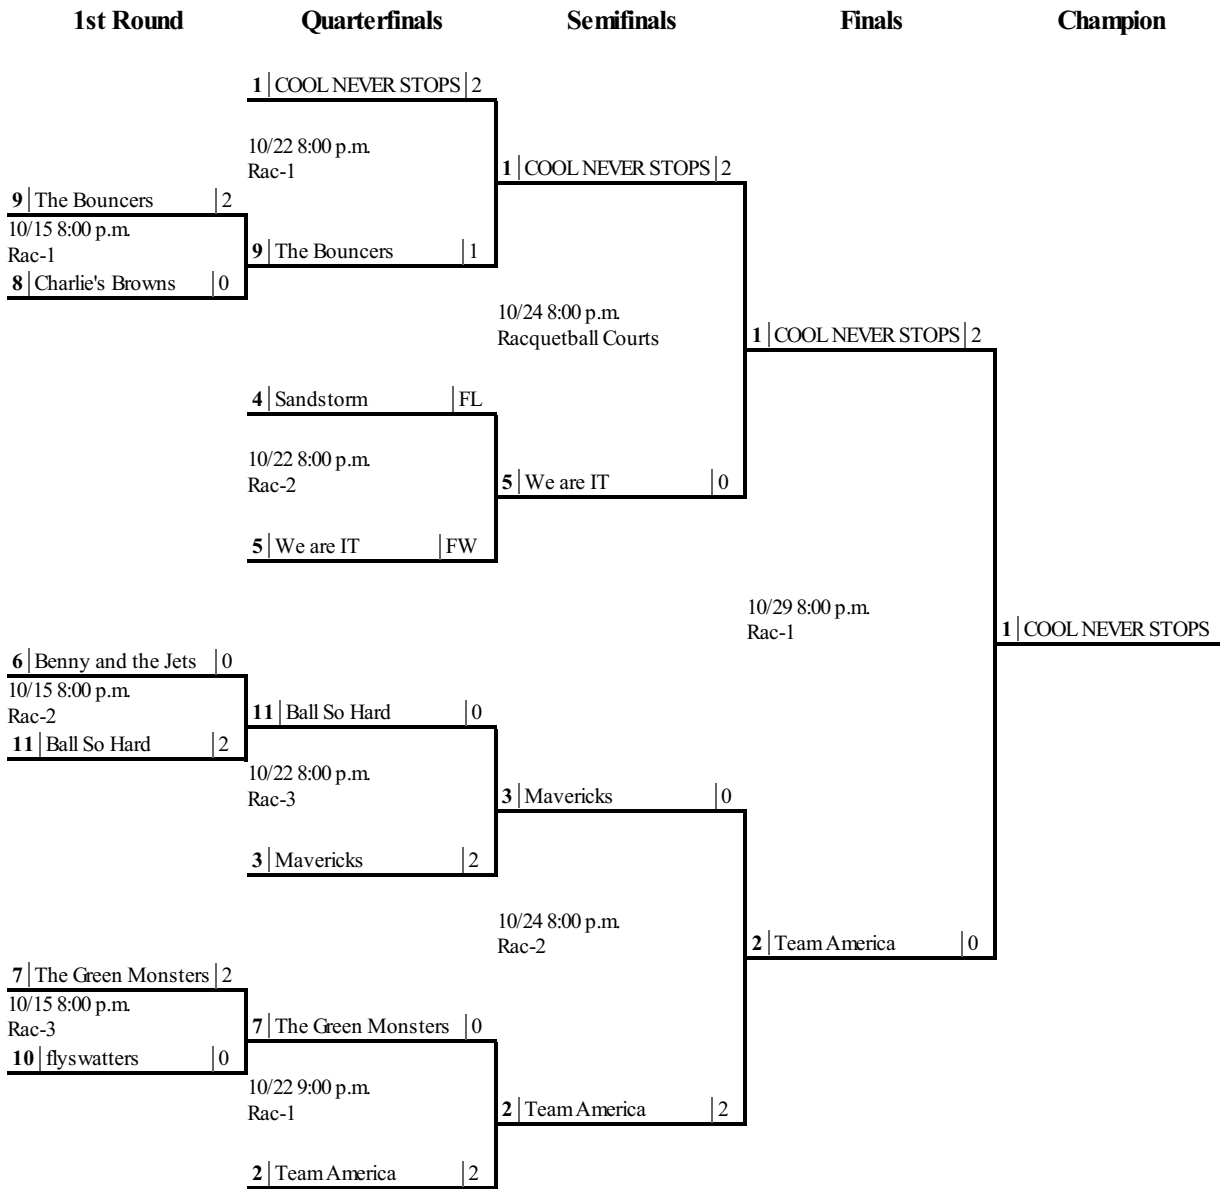 1st Round Quarterfinals Semifinals Finals Champion
1 COOL NEVER STOPS 2
10/22 8:00 p.m.
Rac-1
1 COOL NEVER STOPS 2
9 The Bouncers 2
10/15 8:00 p.m.
Rac-1
9 The Bouncers 1
8 Charlie's Browns 0
10/24 8:00 p.m.
Racquetball Courts
1 COOL NEVER STOPS 2
4 Sandstorm FL
10/22 8:00 p.m.
Rac-2
5 We are IT 0
5 We are IT FW
10/29 8:00 p.m.
Rac-1
1 COOL NEVER STOPS
6 Benny and the Jets 0
10/15 8:00 p.m.
Rac-2
11 Ball So Hard 0
11 Ball So Hard 2
10/22 8:00 p.m.
Rac-3
3 Mavericks 0
3 Mavericks 2
10/24 8:00 p.m.
Rac-2
2 Team America 0
7 The Green Monsters 2
10/15 8:00 p.m.
Rac-3
7 The Green Monsters 0
10 flyswatters 0
10/22 9:00 p.m.
Rac-1
2 Team America 2
2 Team America 2